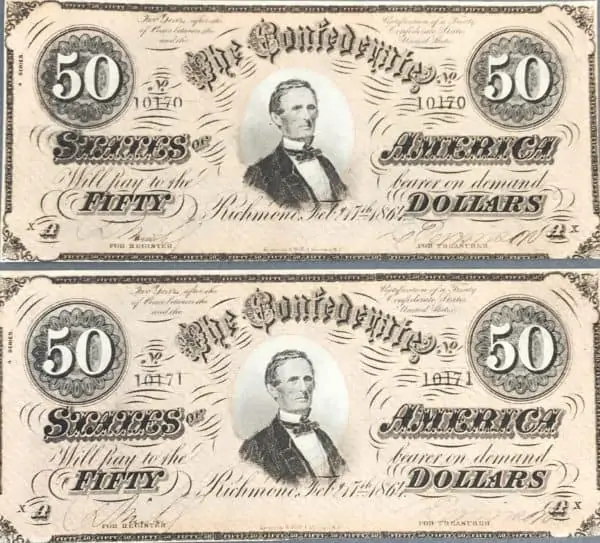 Two Years after the Ratification of a Treaty
of Peace between the Confederate States
and the United States
The Confederate
50 50
4 SERIES
No 10170 No 10170
STATES OF AMERICA
Will pay to the bearer on demand
FIFTY DOLLARS
Richmond, Feb. 17th 1864
X A A X
FOR REGISTER FOR TREASURER
Two Years after the Ratification of a Treaty
of Peace between the Confederate States
and the United States
The Confederate
50 50
4 SERIES
No 10171 10171
STATES OF AMERICA
Will pay to the bearer on demand
FIFTY DOLLARS
Richmond, Feb. 17th 1864
X A A X
FOR REGISTER FOR TREASURER